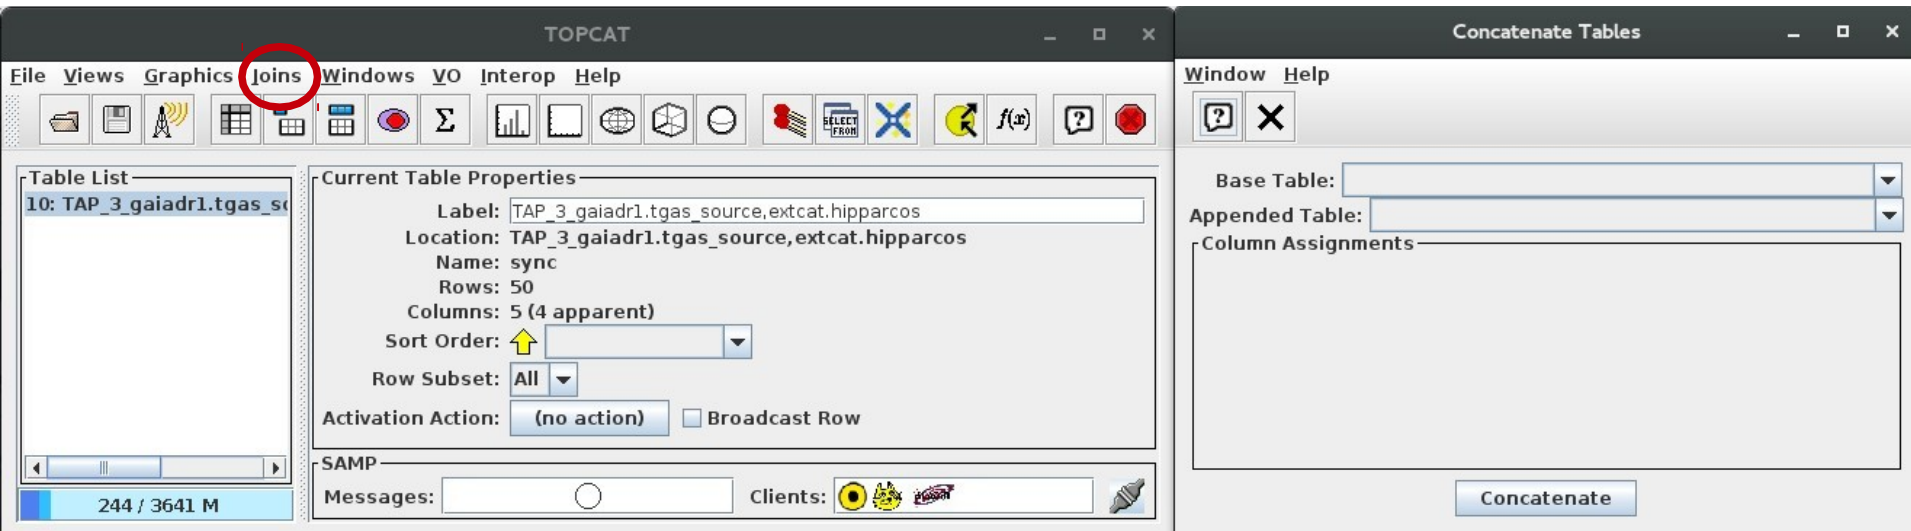 TOPCAT
File Views Graphics Joins Windows VO Interop Help
SELECT
FROM
f(x)
?
Table List
10: TAP_3_gaiadr1.tgas_so
244 / 3641 M
Current Table Properties
Label: TAP_3_gaiadr1.tgas_source,extcat.hipparcos
Location: TAP_3_gaiadr1.tgas_source,extcat.hipparcos
Name: sync
Rows: 50
Columns: 5 (4 apparent)
Sort Order:
Row Subset: All
Activation Action: (no action) Broadcast Row
SAMP
Messages: Clients:
Concatenate Tables
Window Help
?
Base Table:
Appended Table:
Column Assignments
Concatenate